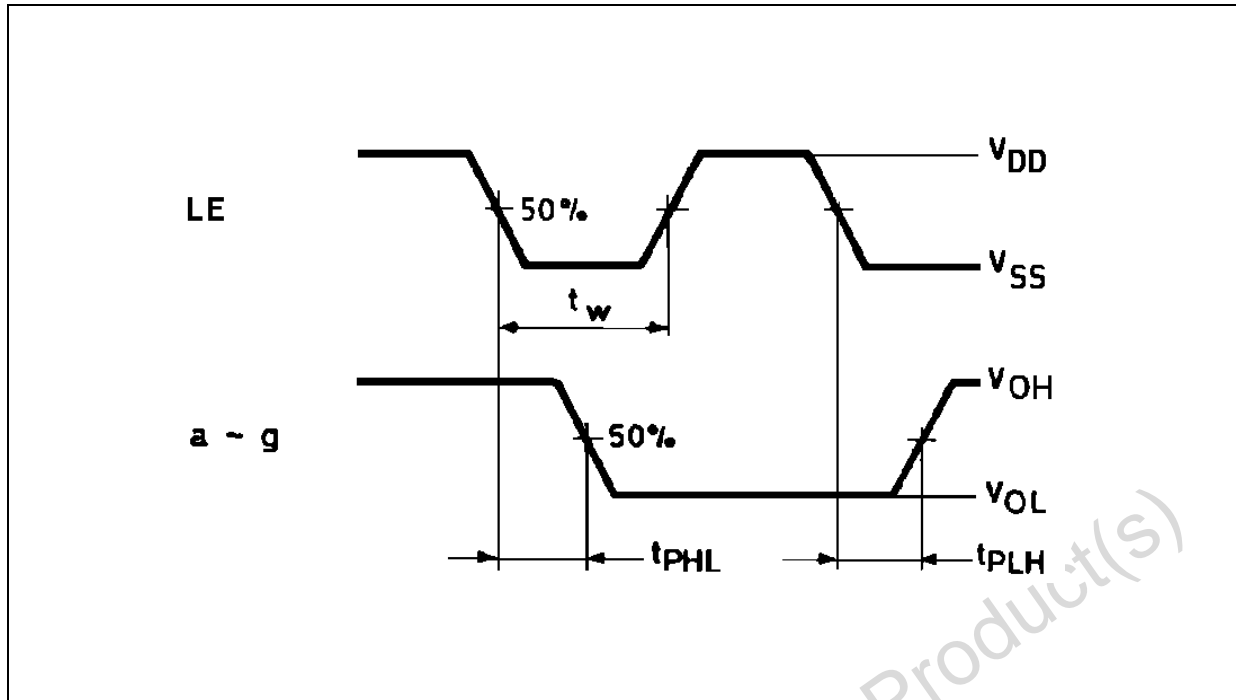 LE
50%
VDD
VSS
tw
a ~ g
50%
VOH
VOL
tPHL
tPLH
Product(s)